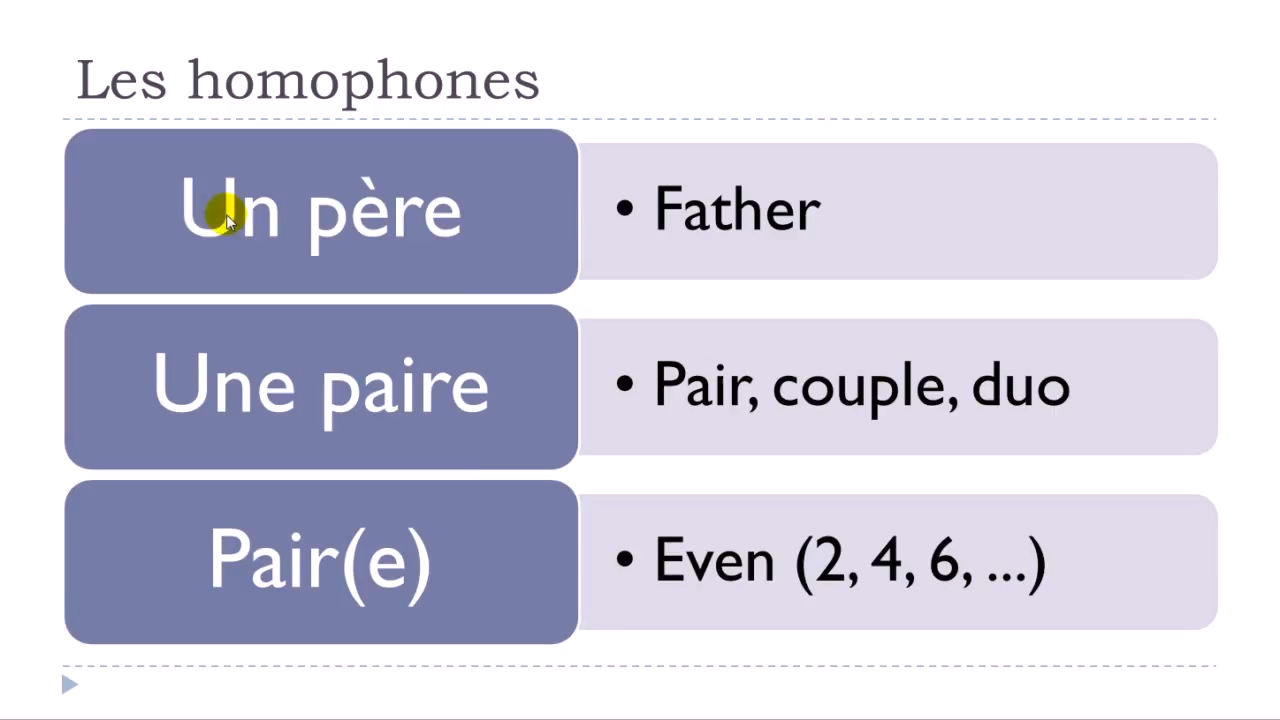 Les homophones
Un père
• Father
Une paire
• Pair, couple, duo
Pair(e)
• Even (2, 4, 6, ...)